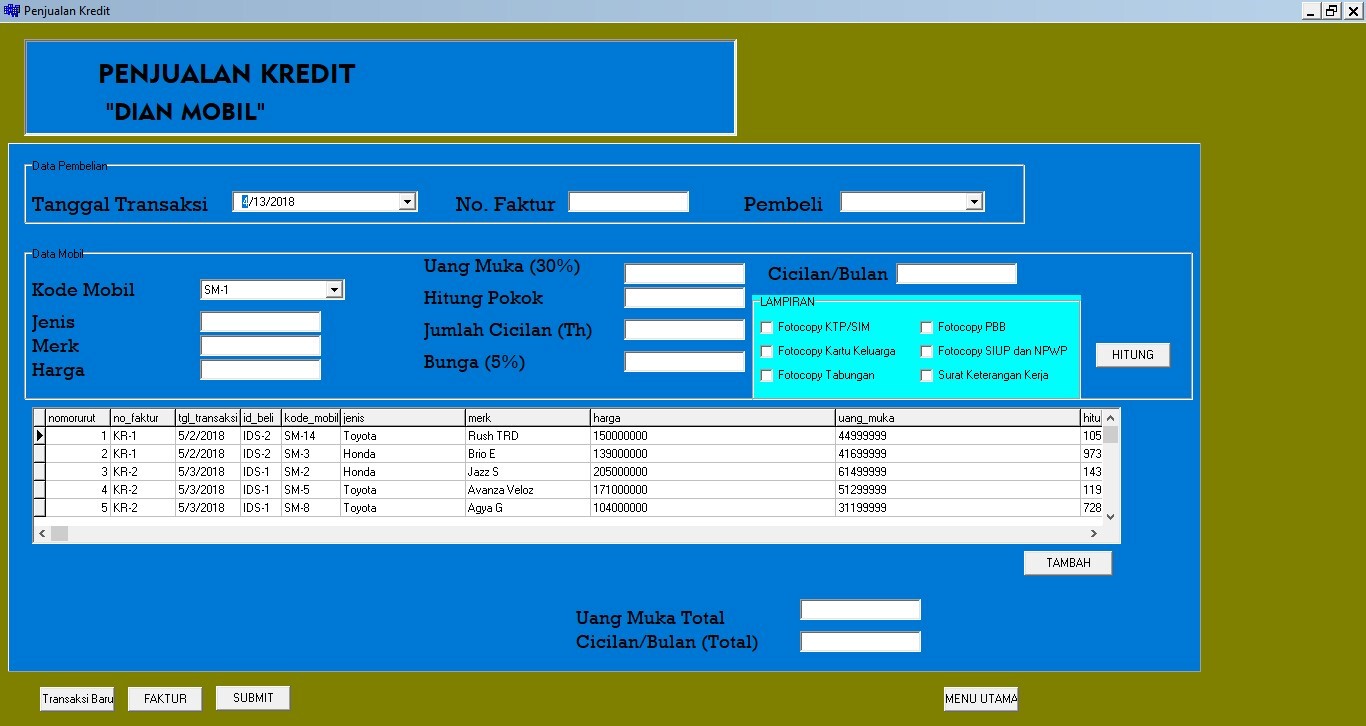 Penjualan Kredit
PENJUALAN KREDIT
"DIAN MOBIL"
Data Pembelian
Tanggal Transaksi 4/13/2018 No. Faktur Pembeli
Data Mobil
Uang Muka (30%) Cicilan/Bulan
Kode Mobil SM-1 Hitung Pokok
LAMPIRAN
Jenis Jumlah Cicilan (Th) Fotocopy KTP/SIM Fotocopy PBB
Merk Fotocopy Kartu Keluarga Fotocopy SIUP dan NPWP HITUNG
Harga Bunga (5%) Fotocopy Tabungan Surat Keterangan Kerja
nomorurut no_faktur tgl_transaksi id_beli kode_mobil jenis merk harga uang_muka hitu
1 KR-1 5/2/2018 IDS-2 SM-14 Toyota Rush TRD 150000000 44999999 105
2 KR-1 5/2/2018 IDS-2 SM-3 Honda Brio E 139000000 41699999 973
3 KR-2 5/3/2018 IDS-1 SM-2 Honda Jazz S 205000000 61499999 143
4 KR-2 5/3/2018 IDS-1 SM-5 Toyota Avanza Veloz 171000000 51299999 119
5 KR-2 5/3/2018 IDS-1 SM-8 Toyota Agya G 104000000 31199999 728
TAMBAH
Uang Muka Total
Cicilan/Bulan (Total)
Transaksi Baru FAKTUR SUBMIT MENU UTAMA